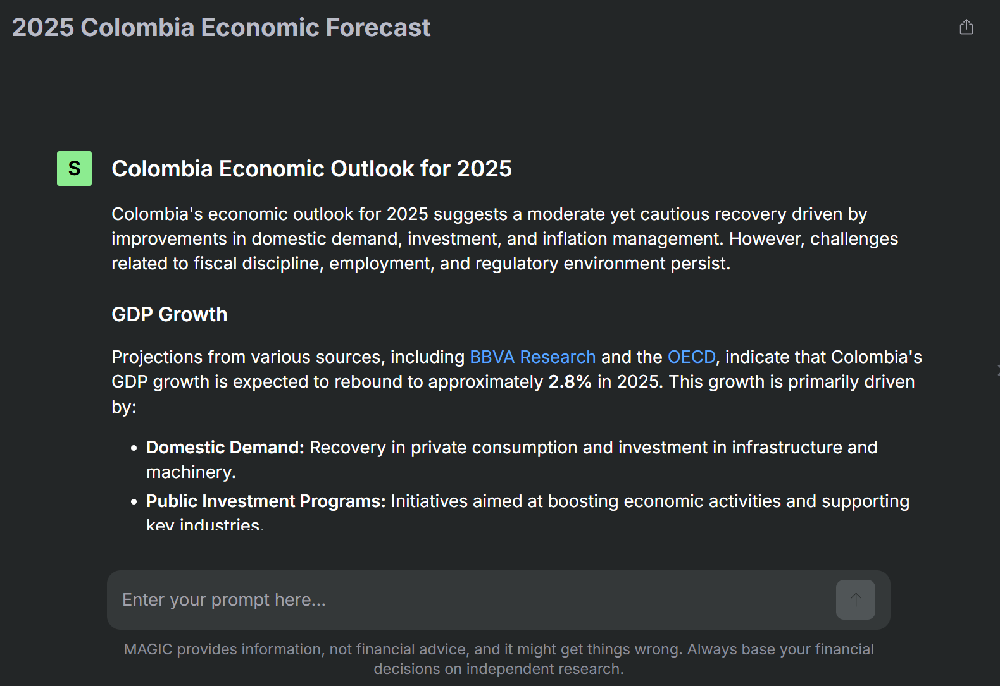 2025 Colombia Economic Forecast
S
Colombia Economic Outlook for 2025
Colombia's economic outlook for 2025 suggests a moderate yet cautious recovery driven by
improvements in domestic demand, investment, and inflation management. However, challenges
related to fiscal discipline, employment, and regulatory environment persist.
GDP Growth
Projections from various sources, including BBVA Research and the OECD, indicate that Colombia's
GDP growth is expected to rebound to approximately 2.8% in 2025. This growth is primarily driven
by:
• Domestic Demand: Recovery in private consumption and investment in infrastructure and
machinery.
• Public Investment Programs: Initiatives aimed at boosting economic activities and supporting
key industries.
Enter your prompt here...
MAGIC provides information, not financial advice, and it might get things wrong. Always base your financial
decisions on independent research.